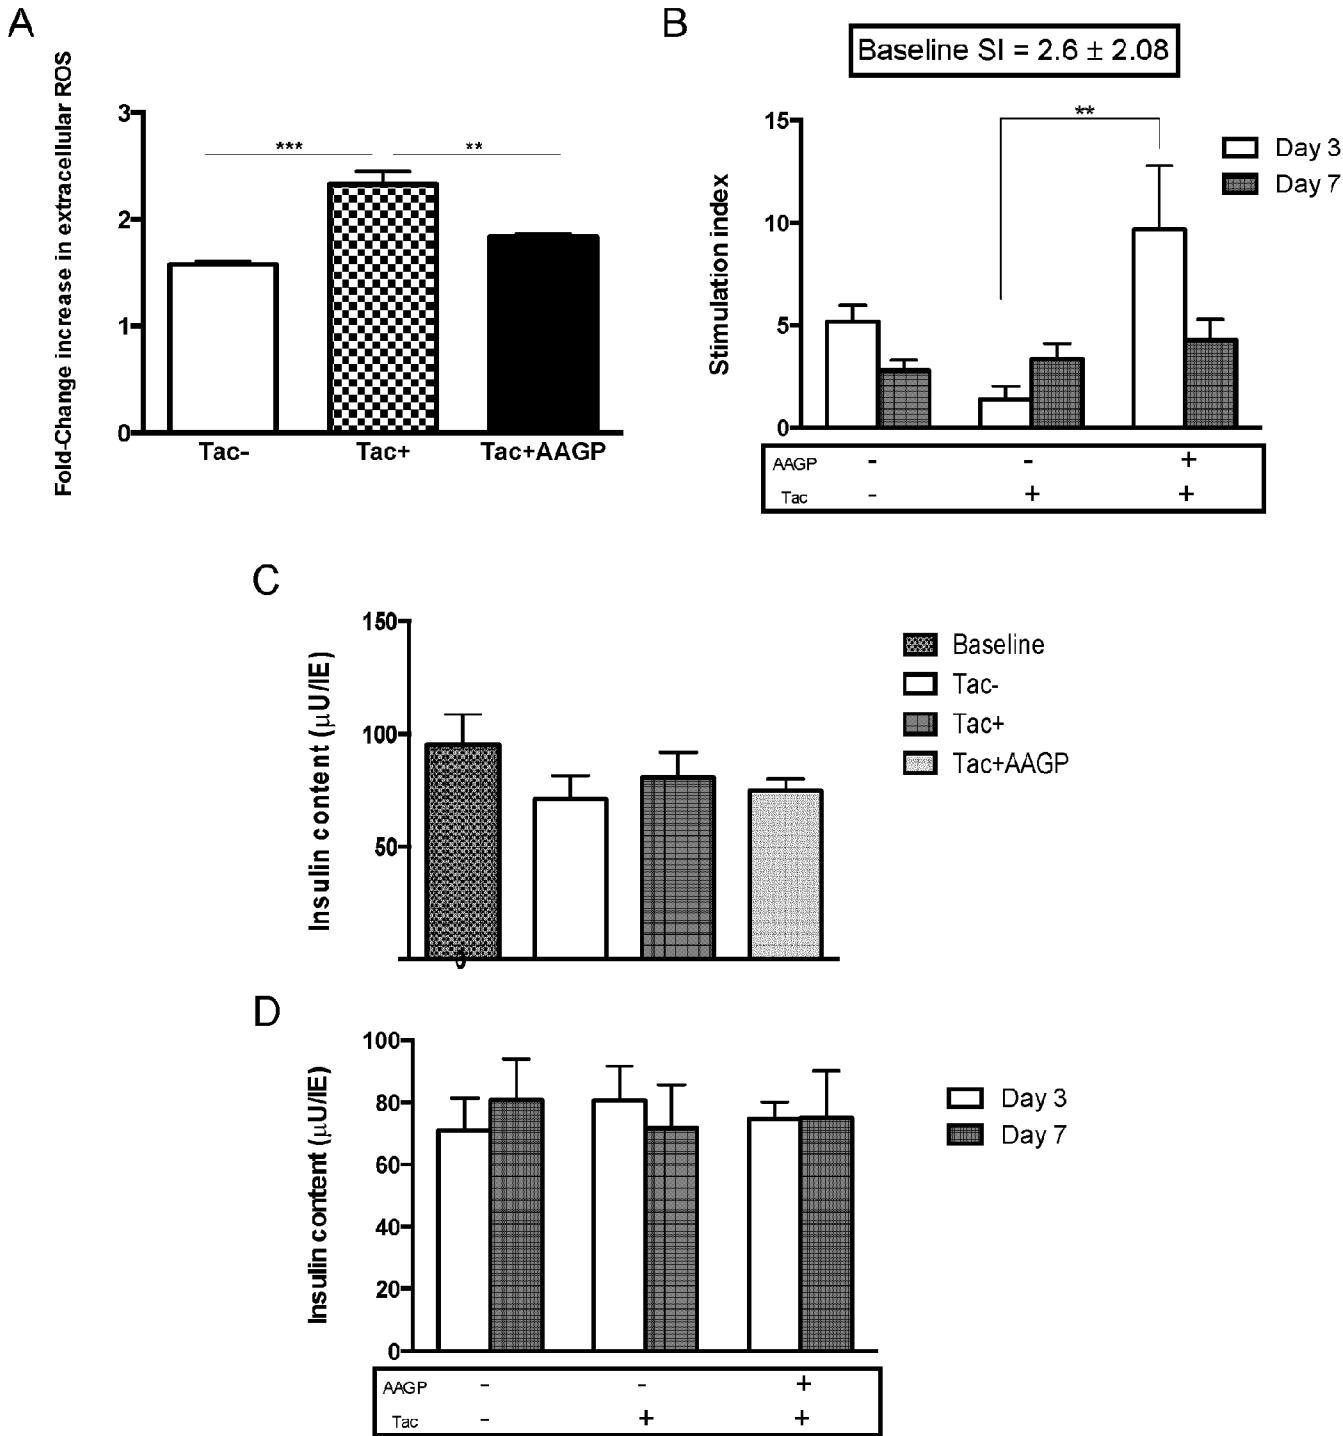 A
Fold-Change increase in extracellular ROS
3
2
1
0
***
**
Tac-
Tac+
Tac+AAGP
B
Baseline SI = 2.6 ± 2.08
Stimulation index
15
10
5
0
**
Day 3
Day 7
AAGP - - +
Tac - + +
C
Insulin content (µU/IE)
150
100
50
0
Baseline
Tac-
Tac+
Tac+AAGP
D
Insulin content (µU/IE)
100
80
60
40
20
0
Day 3
Day 7
AAGP - - +
Tac - + +